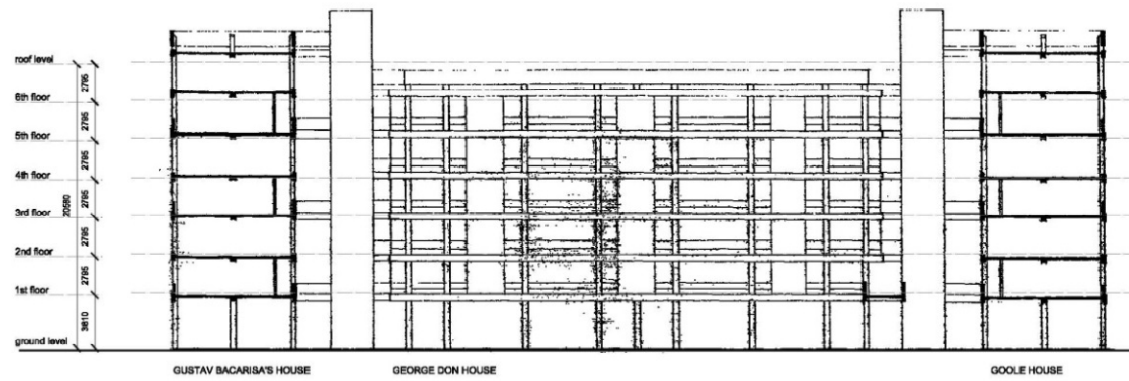 roof level
2795
6th floor
2795
5th floor
2795
4th floor
2795
20580
3rd floor
2795
2nd floor
2795
1st floor
3810
ground level
GUSTAV BACARISA'S HOUSE
GEORGE DON HOUSE
GOOLE HOUSE